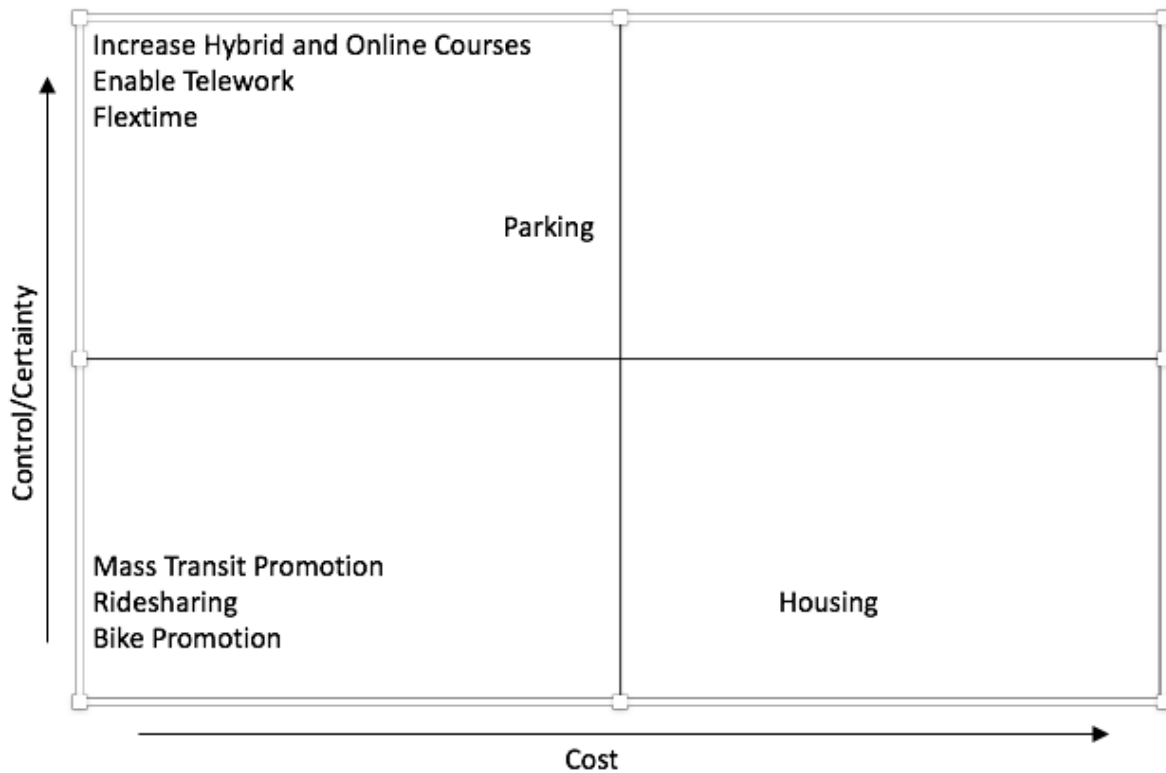 Increase Hybrid and Online Courses
Enable Telework
Flextime
Parking
Control/Certainty
Mass Transit Promotion
Ridesharing
Bike Promotion
Housing
Cost